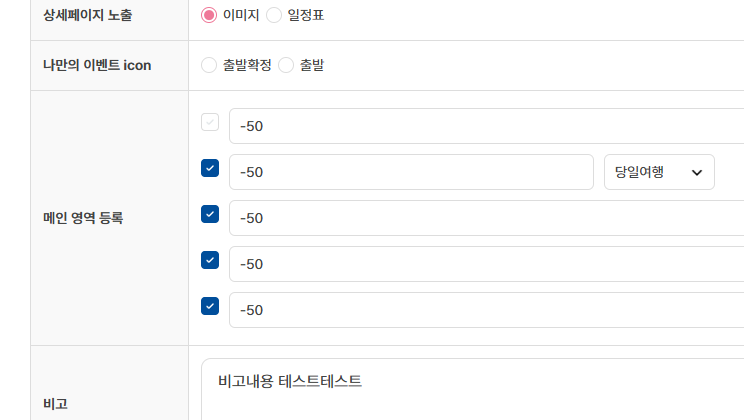 상세페이지 노출 이미지 일정표
나만의 이벤트 icon 출발확정 출발
-50
-50 당일여행
메인 영역 등록 -50
-50
-50
비고내용 테스트테스트
비고